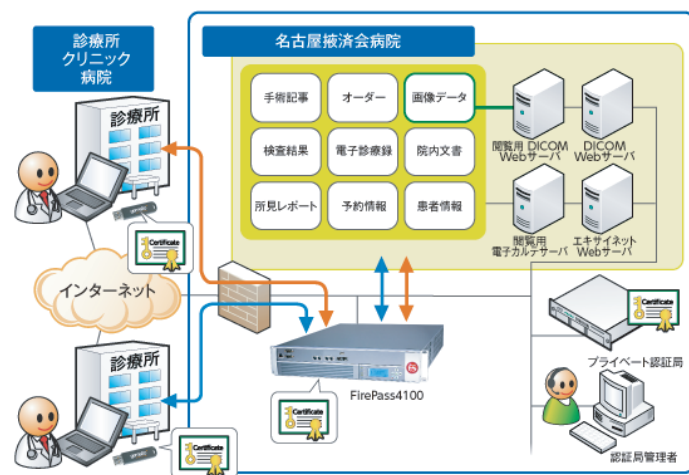 診療所
クリニック
病院
名古屋掖済会病院
手術記事
オーダー
画像データ
検査結果
電子診療録
院内文書
所見レポート
予約情報
患者情報
閲覧用 DICOM
Webサーバ
DICOM
Webサーバ
閲覧用
電子カルテサーバ
エキサイネット
Webサーバ
診療所
Certificate
インターネット
診療所
Certificate
FirePass4100
Certificate
Certificate
プライベート認証局
認証局管理者